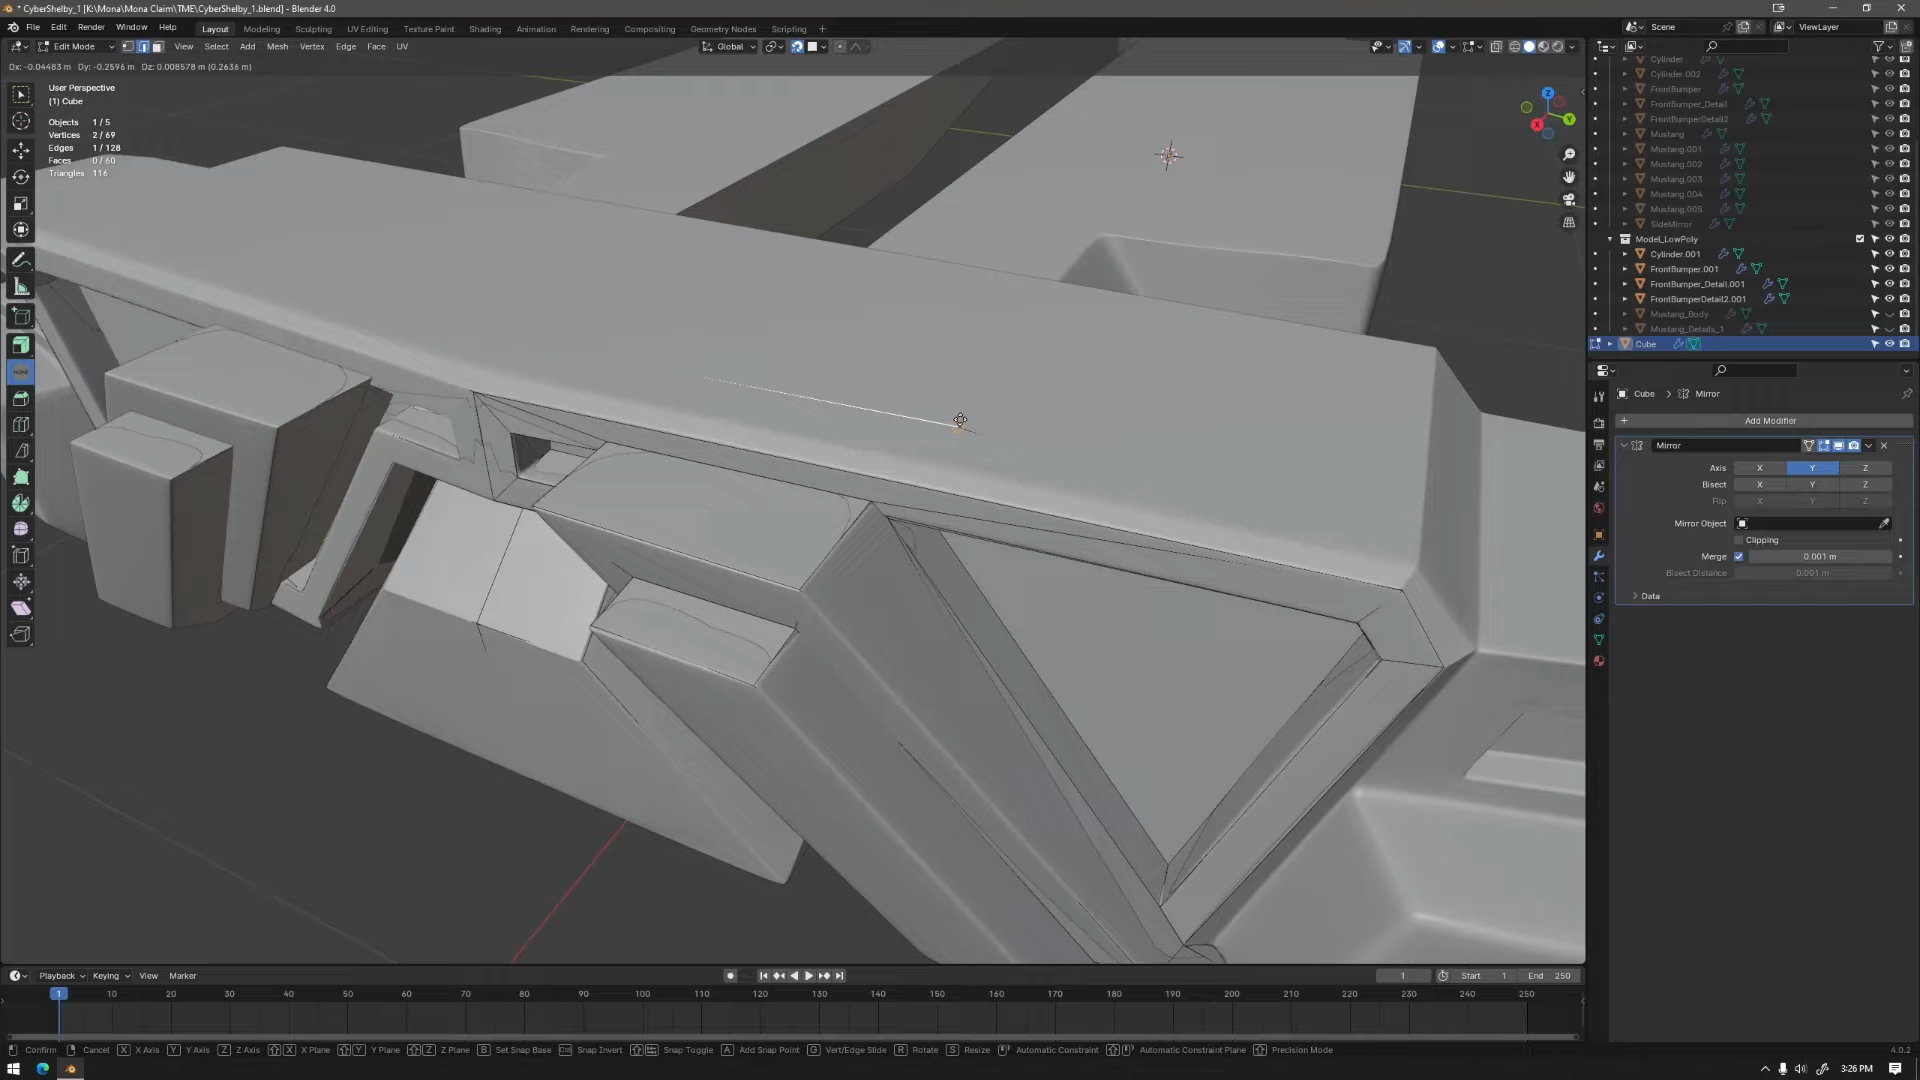 * CyberShelby_1 [K:\Mona\Mona Claim\TME\CyberShelby_1.blend] - Blender 4.0
File Edit Render Window Help Layout Modeling Sculpting UV Editing Texture Paint Shading Animation Rendering Compositing Geometry Nodes Scripting + Scene ViewLayer
Edit Mode View Select Add Mesh Vertex Edge Face UV Global
Dx: -0.04483 m Dy: -0.2596 m Dz: 0.008578 m (0.2636 m)
User Perspective
(1) Cube
Objects 1 / 5
Vertices 2 / 69
Edges 1 / 128
Faces 0 / 60
Triangles 116
Z
Y
X
Cylinder
Cylinder.002
FrontBumper
FrontBumper_Detail
FrontBumperDetail2
Mustang
Mustang.001
Mustang.002
Mustang.003
Mustang.004
Mustang.005
SideMirror
Model_LowPoly
Cylinder.001
FrontBumper.001
FrontBumper_Detail.001
FrontBumperDetail2.001
Mustang_Body
Mustang_Details_1
Cube
Cube > Mirror
+ Add Modifier
Mirror
Axis X Y Z
Bisect X Y Z
Flip X Y Z
Mirror Object
Clipping
Merge 0.001 m
Bisect Distance 0.001 m
Data
Playback Keying View Marker 1 Start 1 End 250
1 10 20 30 40 50 60 70 80 90 100 110 120 130 140 150 160 170 180 190 200 210 220 230 240 250
Confirm Cancel X X Axis Y Y Axis Z Z Axis X X Plane Y Y Plane Z Z Plane B Set Snap Base Snap Invert Snap Toggle A Add Snap Point G Vert/Edge Slide R Rotate S Resize Automatic Constraint Automatic Constraint Plane Precision Mode 4.0.2
3:26 PM